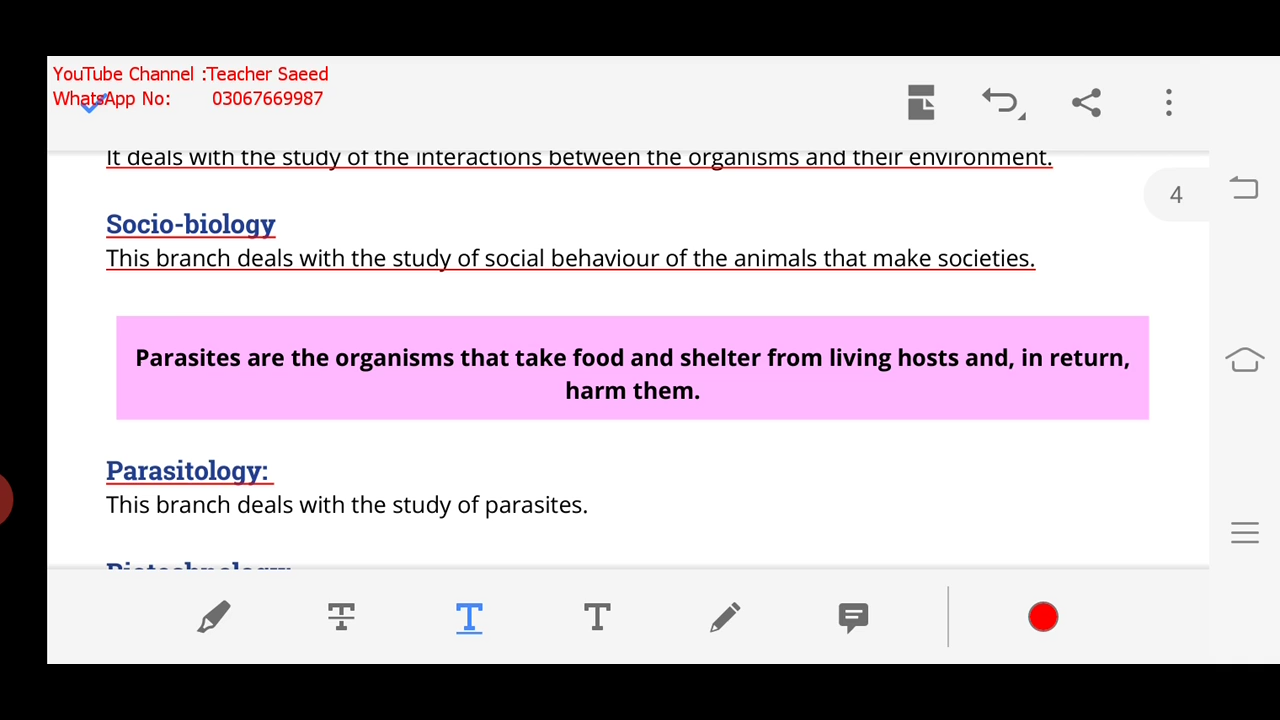 YouTube Channel :Teacher Saeed
WhatsApp No: 03067669987
It deals with the study of the interactions between the organisms and their environment.
4
Socio-biology
This branch deals with the study of social behaviour of the animals that make societies.
Parasites are the organisms that take food and shelter from living hosts and, in return,
harm them.
Parasitology:
This branch deals with the study of parasites.
Biotechnology: